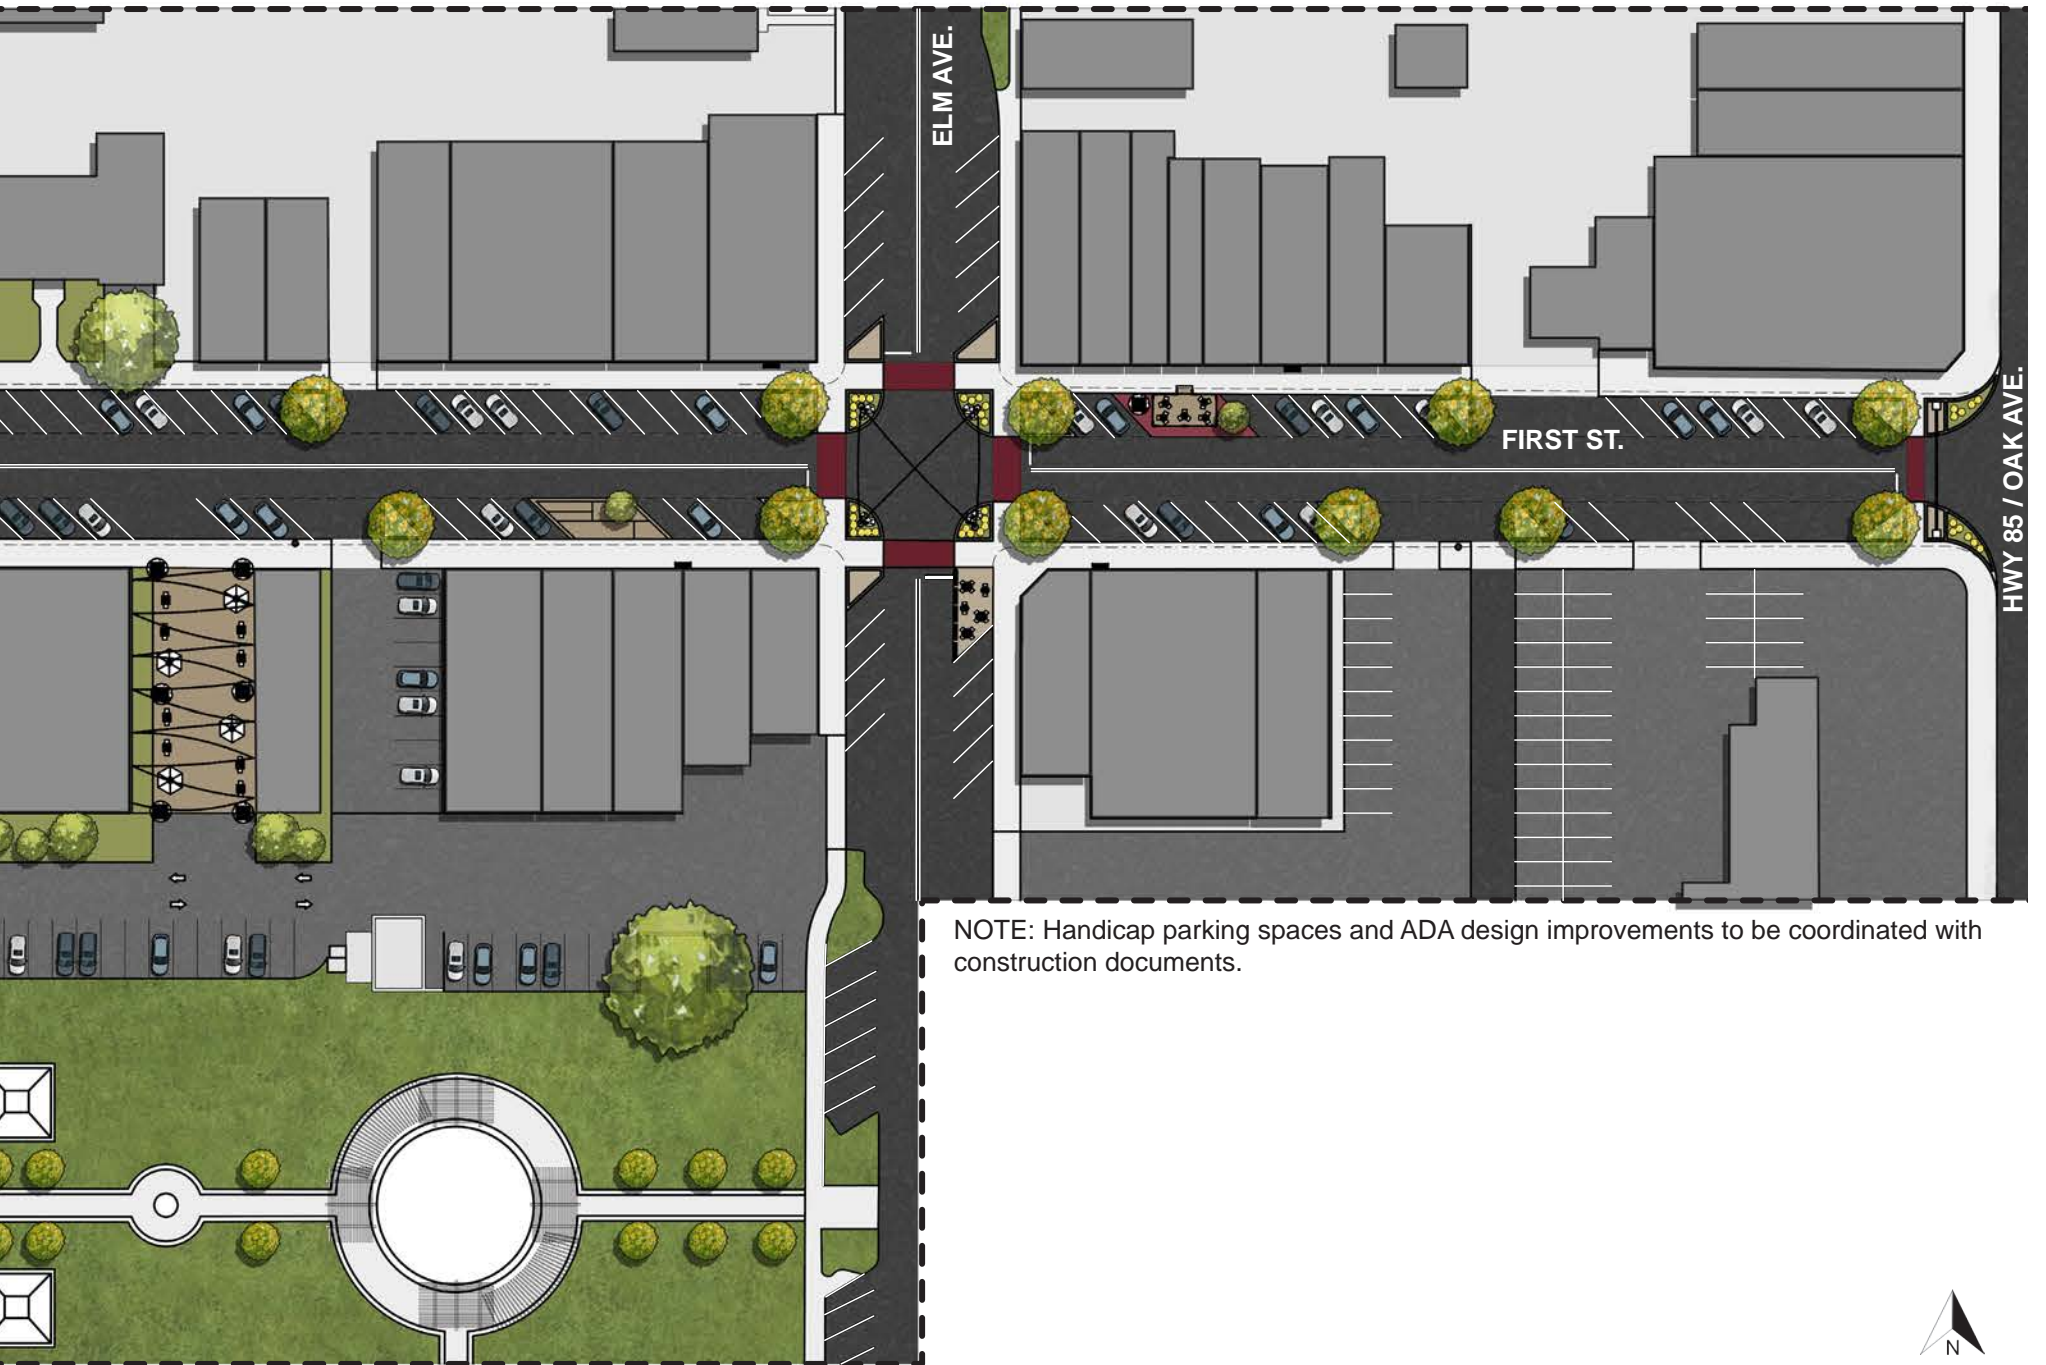 ELM AVE.
FIRST ST.
HWY 85 / OAK AVE.
NOTE: Handicap parking spaces and ADA design improvements to be coordinated with
construction documents.
N